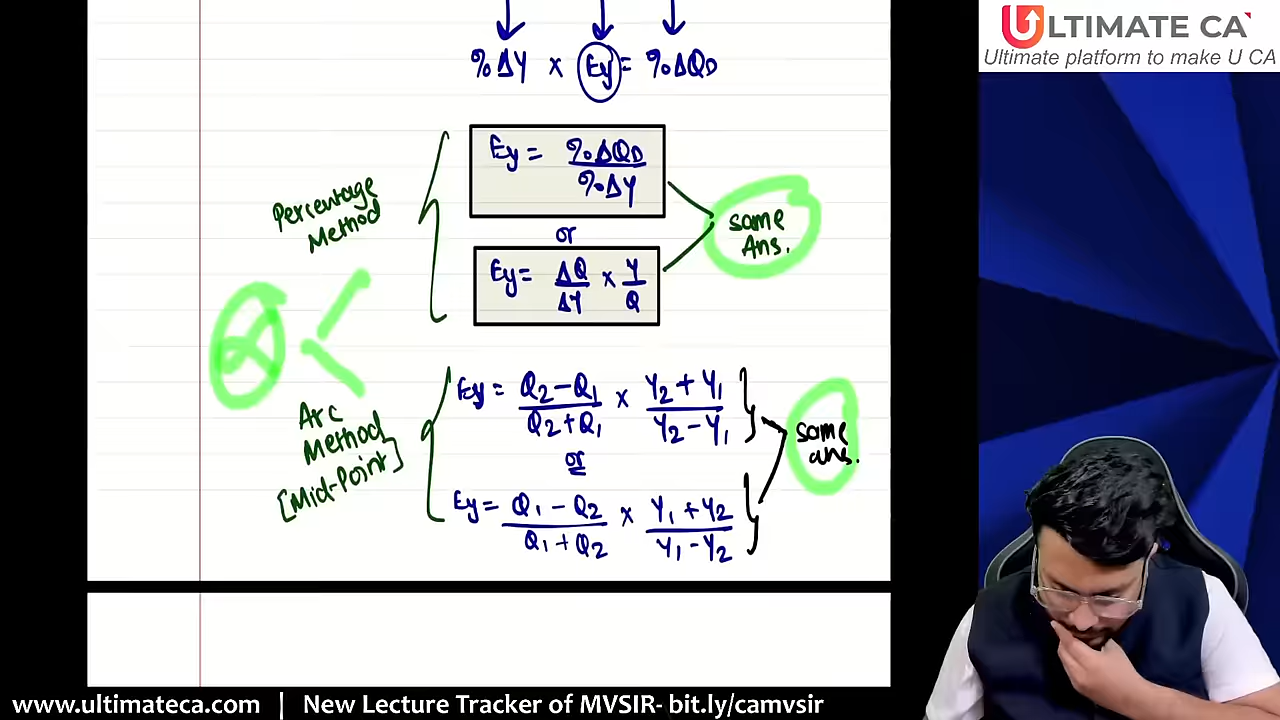 ULTIMATE CA
Ultimate platform to make U CA
%ΔY × Ey = %ΔQD
Percentage
Method
Ey = %ΔQD
%ΔY
or
Ey = ΔQ × Y
ΔY Q
same
Ans.
Arc
Method
[Mid-Point]
Ey = Q2 - Q1 × Y2 + Y1
Q2 + Q1 Y2 - Y1
or
Ey = Q1 - Q2 × Y1 + Y2
Q1 + Q2 Y1 - Y2
same
ans.
www.ultimateca.com | New Lecture Tracker of MVSIR- bit.ly/camvsir